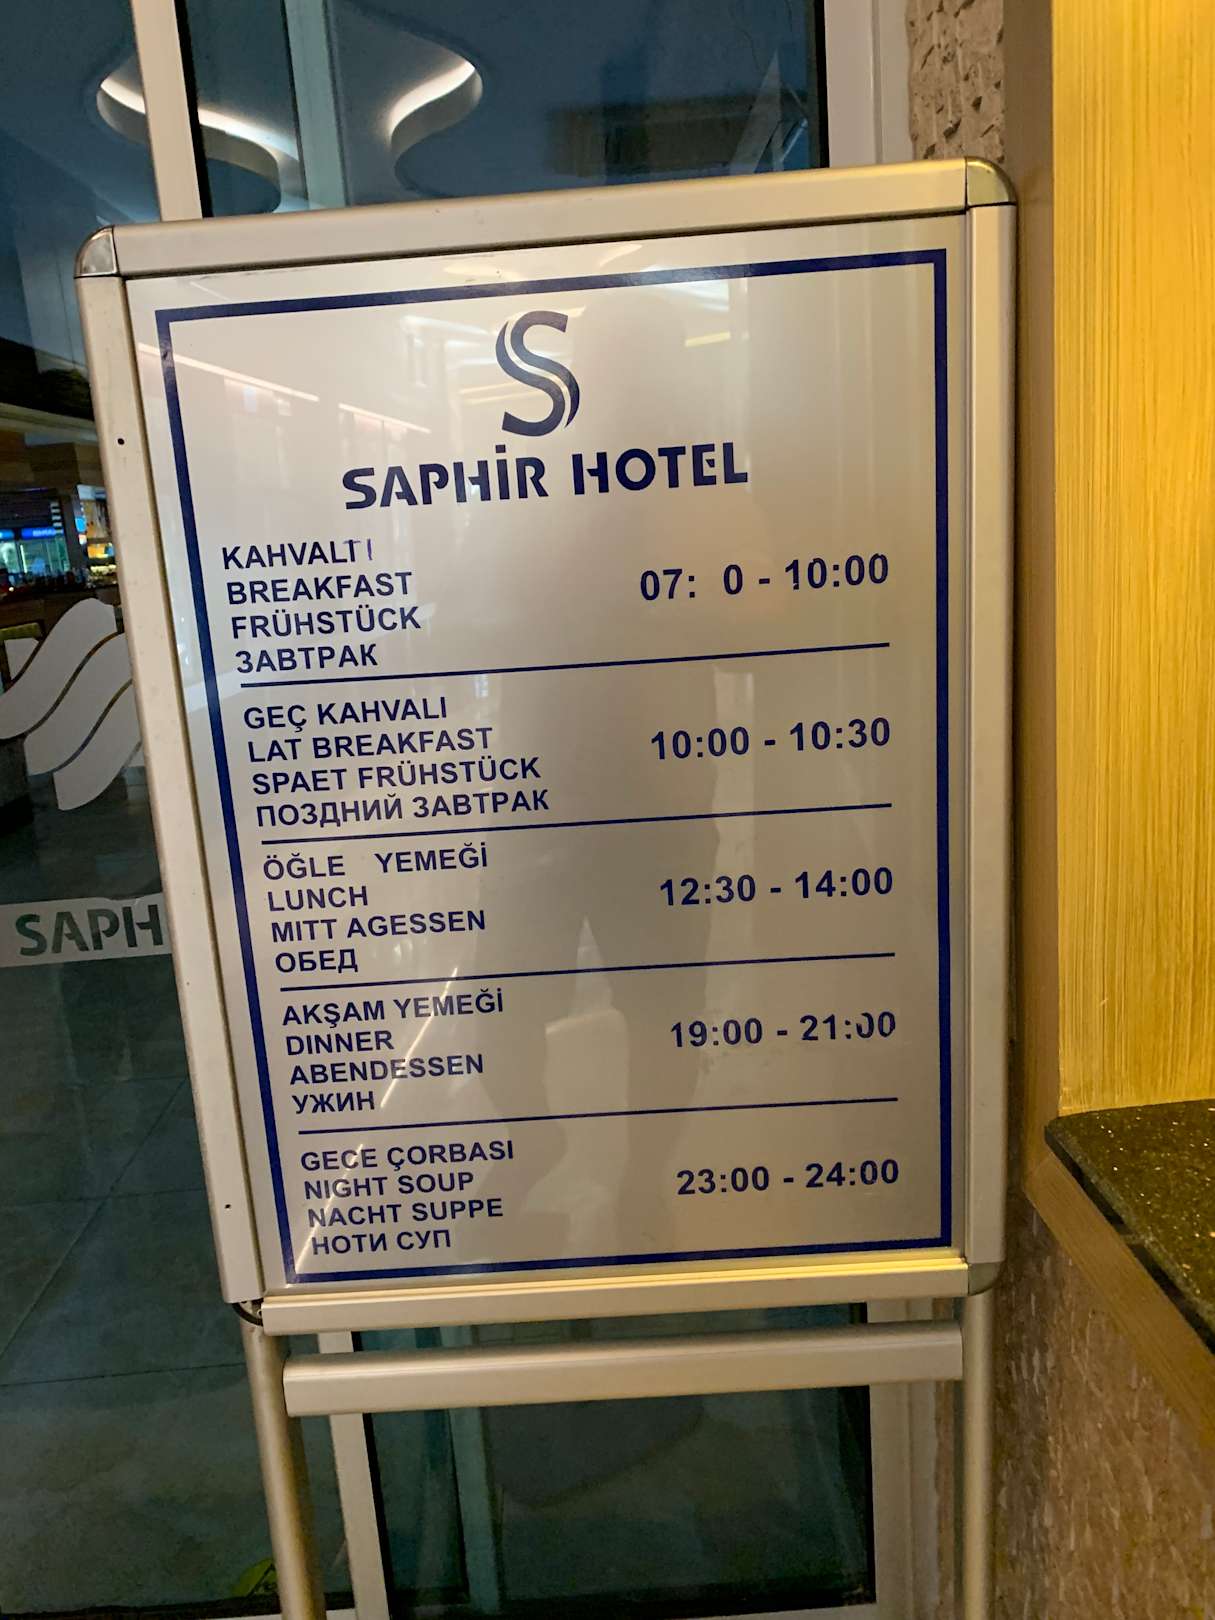 S
SAPHİR HOTEL
KAHVALTI
BREAKFAST
FRÜHSTÜCK
ЗАВТРАК
07: 0 - 10:00
GEÇ KAHVALI
LAT BREAKFAST
SPAET FRÜHSTÜCK
ПОЗДНИЙ ЗАВТРАК
10:00 - 10:30
ÖĞLE YEMEĞİ
LUNCH
MITT AGESSEN
ОБЕД
12:30 - 14:00
AKŞAM YEMEĞİ
DINNER
ABENDESSEN
УЖИН
19:00 - 21:00
GECE ÇORBASI
NIGHT SOUP
NACHT SUPPE
НОТИ СУП
23:00 - 24:00
SAPH